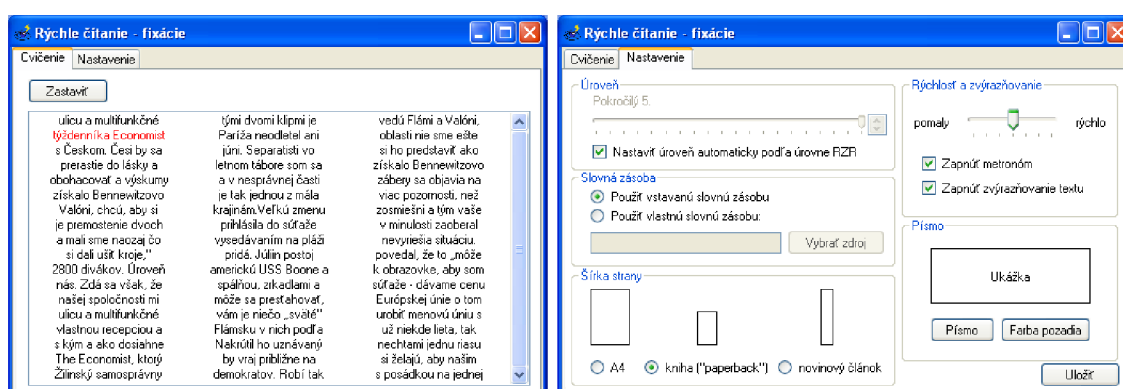 Rýchle čítanie - fixácie
Cvičenie Nastavenie
Zastaviť
ulicu a multifunkčné
týždenníka Economist
s Českom. Česi by sa
prerastie do lásky a
obohacovať a výskumy
získalo Bennewitzovo
Valóni, chcú, aby si
je premostenie dvoch
a mali sme naozaj čo
si dali ušiť kroje,"
2800 divákov. Úroveň
nás. Zdá sa však, že
našej spoločnosti mi
ulicu a multifunkčné
vlastnou recepciou a
s kým a ako dosiahne
The Economist, ktorý
Žilinský samosprávny
tými dvomi klipmi je
Paríža neodletel ani
júni. Separatisti vo
letnom tábore som sa
a v nesprávnej časti
je tak jednou z mála
krajinám.Veľkú zmenu
prihlásila do súťaže
vysedávaním na pláži
pridá. Júlin postoj
americkú USS Boone a
spálňou, zrkadlami a
môže sa presťahovať,
vám je niečo „sväté"
Flámsku v nich podľa
Nakrútil ho uznávaný
by vraj približne na
demokratov. Robí tak
vedú Flámi a Valóni,
oblasti nie sme ešte
si ho predstaviť ako
získalo Bennewitzovo
zábery sa objavia na
viac pozornosti, než
zosmiešni a tým vaše
v minulosti zaoberal
nevyriešia situáciu.
povedal, že to „môže
k obrazovke, aby som
súťaže - dávame cenu
Európskej únie o tom
urobiť menovú úniu s
už niekde lieta, tak
nechtami jednu riasu
si želajú, aby našim
s posádkou na jednej
Rýchle čítanie - fixácie
Cvičenie Nastavenie
Úroveň
Pokročilý 5.
Nastaviť úroveň automaticky podľa úrovne RZR
Slovná zásoba
Použiť vstavanú slovnú zásobu
Použiť vlastnú slovnú zásobu:
Vybrať zdroj
Šírka strany
A4 kniha ("paperback") novinový článok
Rýchlosť a zvýrazňovanie
pomaly rýchlo
Zapnúť metronóm
Zapnúť zvýrazňovanie textu
Písmo
Ukážka
Písmo Farba pozadia
Uložiť